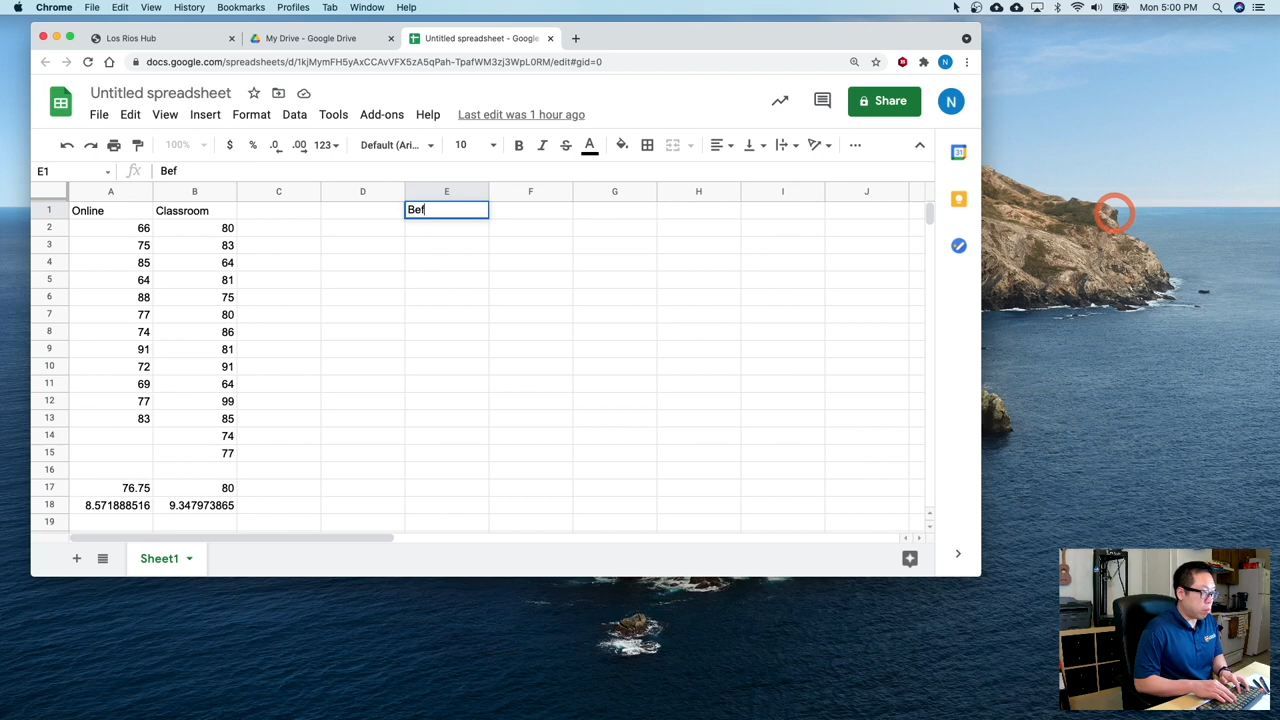 Chrome File Edit View History Bookmarks Profiles Tab Window Help Mon 5:00 PM
Los Rios Hub My Drive - Google Drive Untitled spreadsheet - Goog
docs.google.com/spreadsheets/d/1kjMymFH5yAxCCAvVFX5zA5qPah-TpafWM3zj3WpL0RM/edit#gid=0 N
Untitled spreadsheet
File Edit View Insert Format Data Tools Add-ons Help Last edit was 1 hour ago Share N
100% $ % .0 .00 123 Default (Ari... 10 B I S A
E1 fx Bef
A B C D E F G H I J
1 Online Classroom Bef
2 66 80
3 75 83
4 85 64
5 64 81
6 88 75
7 77 80
8 74 86
9 91 81
10 72 91
11 69 64
12 77 99
13 83 85
14 74
15 77
16
17 76.75 80
18 8.571888516 9.347973865
19
Sheet1